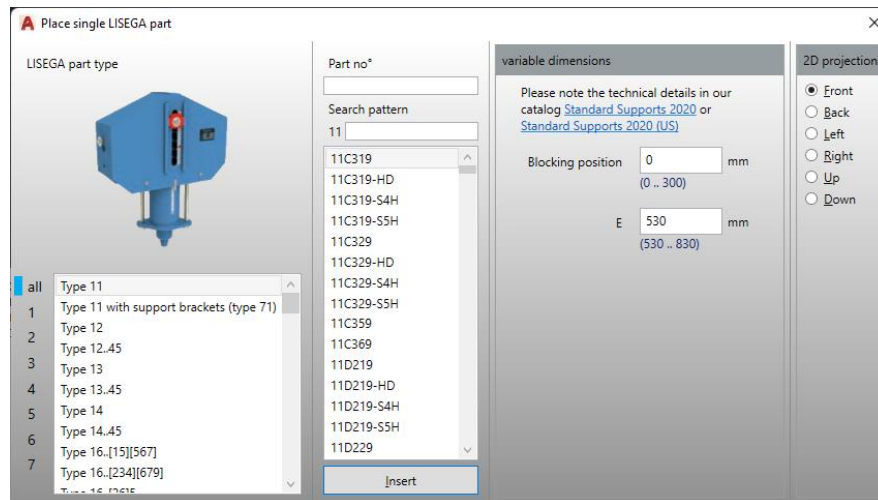 Place single LISEGA part
LISEGA part type
all
1
2
3
4
5
6
7
Type 11
Type 11 with support brackets (type 71)
Type 12
Type 12..45
Type 13
Type 13..45
Type 14
Type 14..45
Type 16..[15][567]
Type 16..[234][679]
Part no°
Search pattern
11
11C319
11C319-HD
11C319-S4H
11C319-S5H
11C329
11C329-HD
11C329-S4H
11C329-S5H
11C359
11C369
11D219
11D219-HD
11D219-S4H
11D219-S5H
11D229
Insert
variable dimensions
Please note the technical details in our
catalog Standard Supports 2020 or
Standard Supports 2020 (US)
Blocking position 0 mm
(0 .. 300)
E 530 mm
(530 .. 830)
2D projection
Front
Back
Left
Right
Up
Down